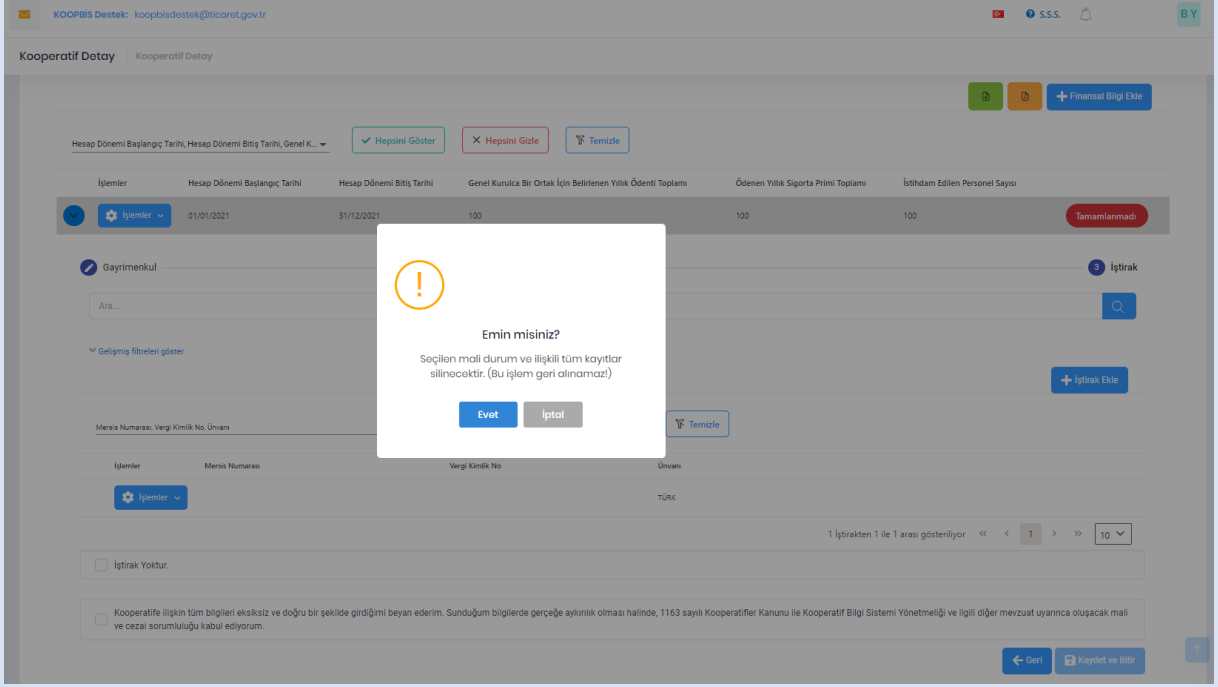 KOOPBİS Destek: koopbisdestek@ticaret.gov.tr
S.S.S.
B Y
Kooperatif Detay
Kooperatif Detay
Finansal Bilgi Ekle
Hesap Dönemi Başlangıç Tarihi, Hesap Dönemi Bitiş Tarihi, Genel K...
Hepsini Göster
Hepsini Gizle
Temizle
İşlemler
Hesap Dönemi Başlangıç Tarihi
Hesap Dönemi Bitiş Tarihi
Genel Kurulca Bir Ortak İçin Belirlenen Yıllık Ödenti Toplamı
Ödenen Yıllık Sigorta Primi Toplamı
İstihdam Edilen Personel Sayısı
İşlemler
01/01/2021
31/12/2021
100
100
100
Tamamlanmadı
Gayrimenkul
3 İştirak
Ara...
Gelişmiş filtreleri göster
Emin misiniz?
Seçilen mali durum ve ilişkili tüm kayıtlar
silinecektir. (Bu işlem geri alınamaz!)
Evet
İptal
İştirak Ekle
Mersis Numarası, Vergi Kimlik No, Ünvanı
Temizle
İşlemler
Mersis Numarası
Vergi Kimlik No
Ünvanı
İşlemler
TÜRK
1 İştirakten 1 ile 1 arası gösteriliyor
1
10
İştirak Yoktur.
Kooperatife ilişkin tüm bilgileri eksiksiz ve doğru bir şekilde girdiğimi beyan ederim. Sunduğum bilgilerde gerçeğe aykırılık olması halinde, 1163 sayılı Kooperatifler Kanunu ile Kooperatif Bilgi Sistemi Yönetmeliği ve ilgili diğer mevzuat uyarınca oluşacak mali
ve cezai sorumluluğu kabul ediyorum.
Geri
Kaydet ve Bitir